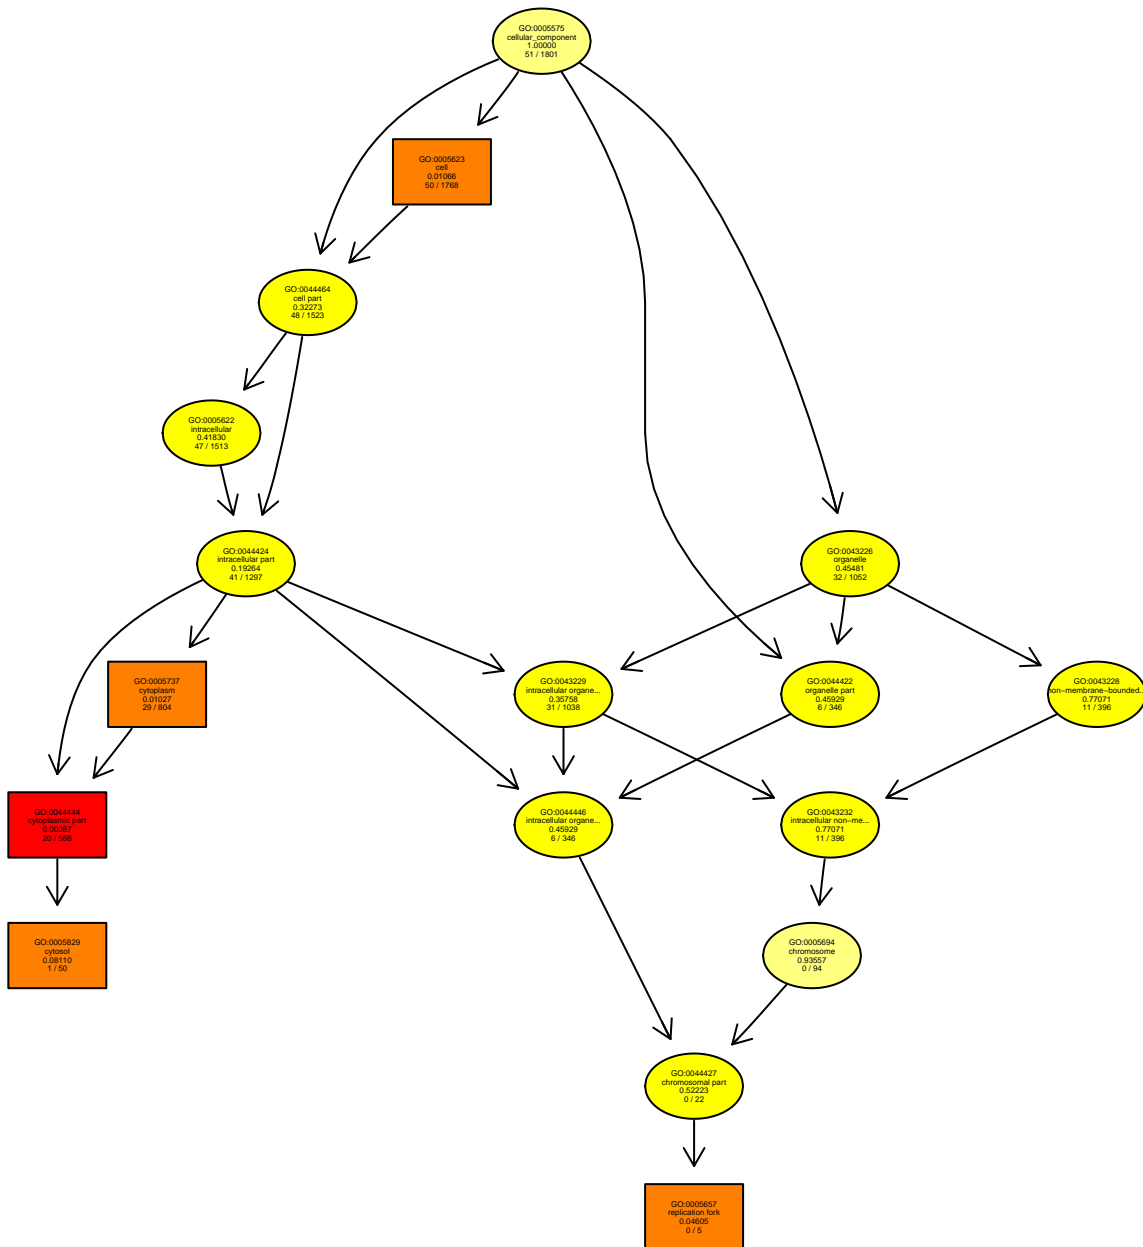 GO:0005575
cellular_component
1.00000
51 / 1801
GO:0005623
cell
0.01066
50 / 1768
GO:0044464
cell part
0.32273
48 / 1523
GO:0005622
intracellular
0.41830
47 / 1513
GO:0044424
intracellular part
0.19264
41 / 1297
GO:0043226
organelle
0.45481
32 / 1052
GO:0005737
cytoplasm
0.01027
29 / 804
GO:0043229
intracellular organe...
0.35758
31 / 1038
GO:0044422
organelle part
0.45929
6 / 346
GO:0043228
non−membrane−bounded...
0.77071
11 / 396
GO:0044444
cytoplasmic part
0.00287
20 / 566
GO:0044446
intracellular organe...
0.45929
6 / 346
GO:0043232
intracellular non−me...
0.77071
11 / 396
GO:0005829
cytosol
0.08110
1 / 50
GO:0005694
chromosome
0.93557
0 / 94
GO:0044427
chromosomal part
0.52223
0 / 22
GO:0005657
replication fork
0.04605
0 / 5